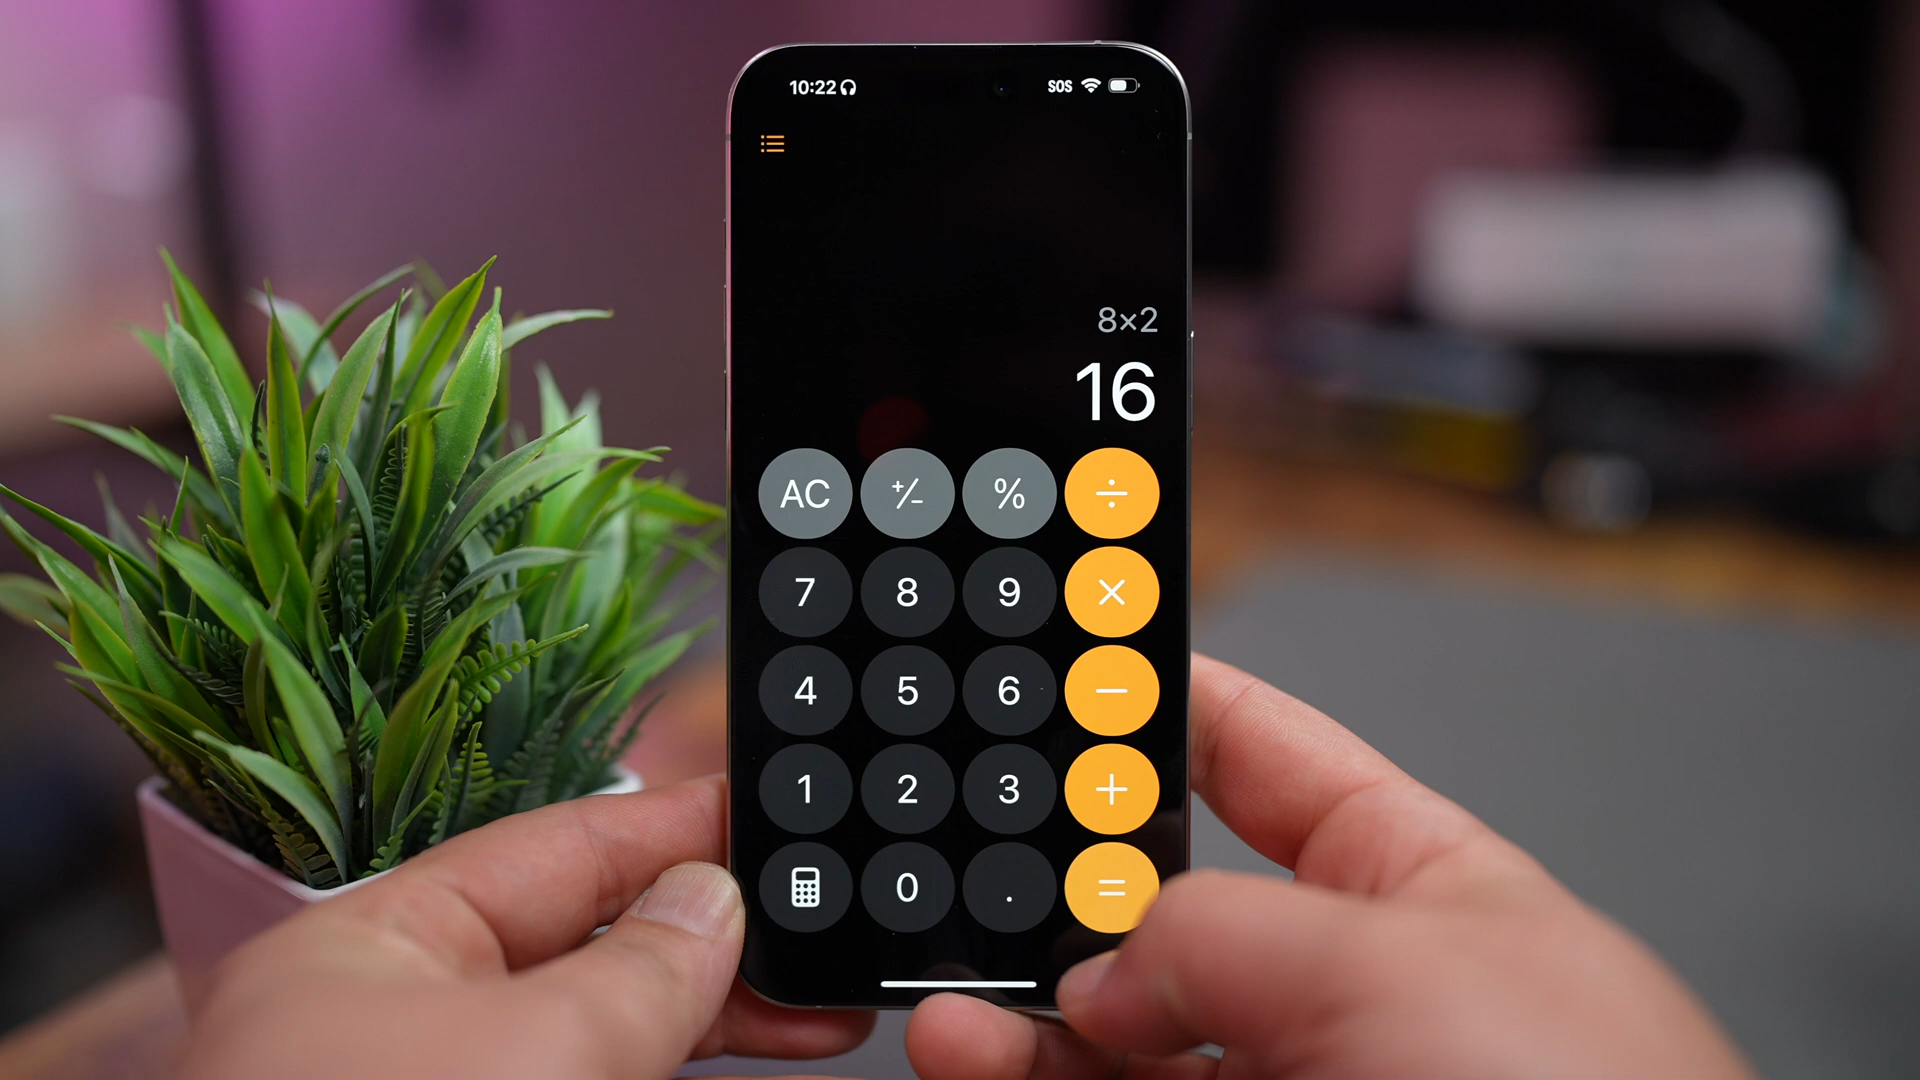 10:22 SOS
8×2
16
AC +/− % ÷
7 8 9 ×
4 5 6 −
1 2 3 +
0 . =